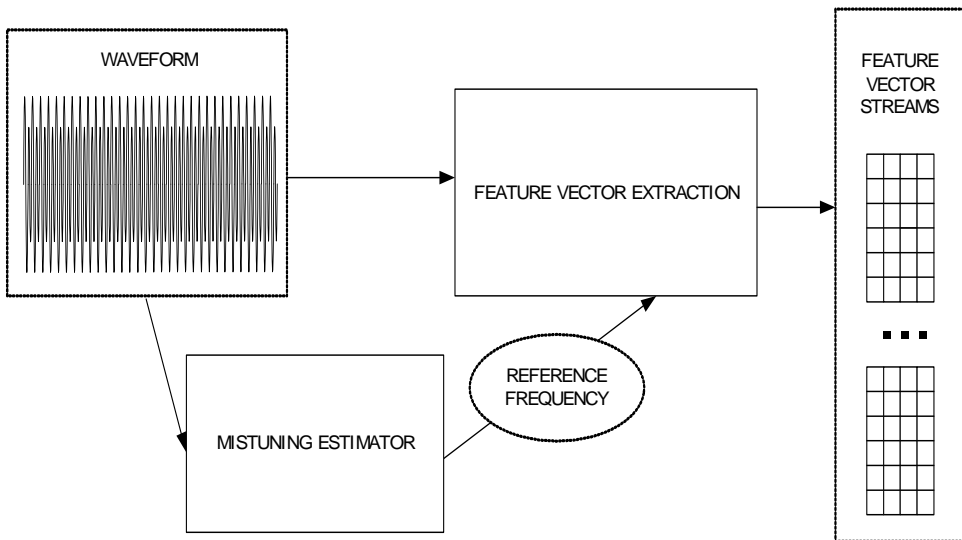 WAVEFORM
FEATURE
VECTOR
STREAMS
FEATURE VECTOR EXTRACTION
REFERENCE
FREQUENCY
MISTUNING ESTIMATOR